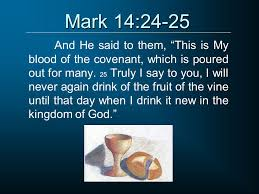 Mark 14:24-25
And He said to them, “This is My
blood of the covenant, which is poured
out for many. 25 Truly I say to you, I will
never again drink of the fruit of the vine
until that day when I drink it new in the
kingdom of God.”